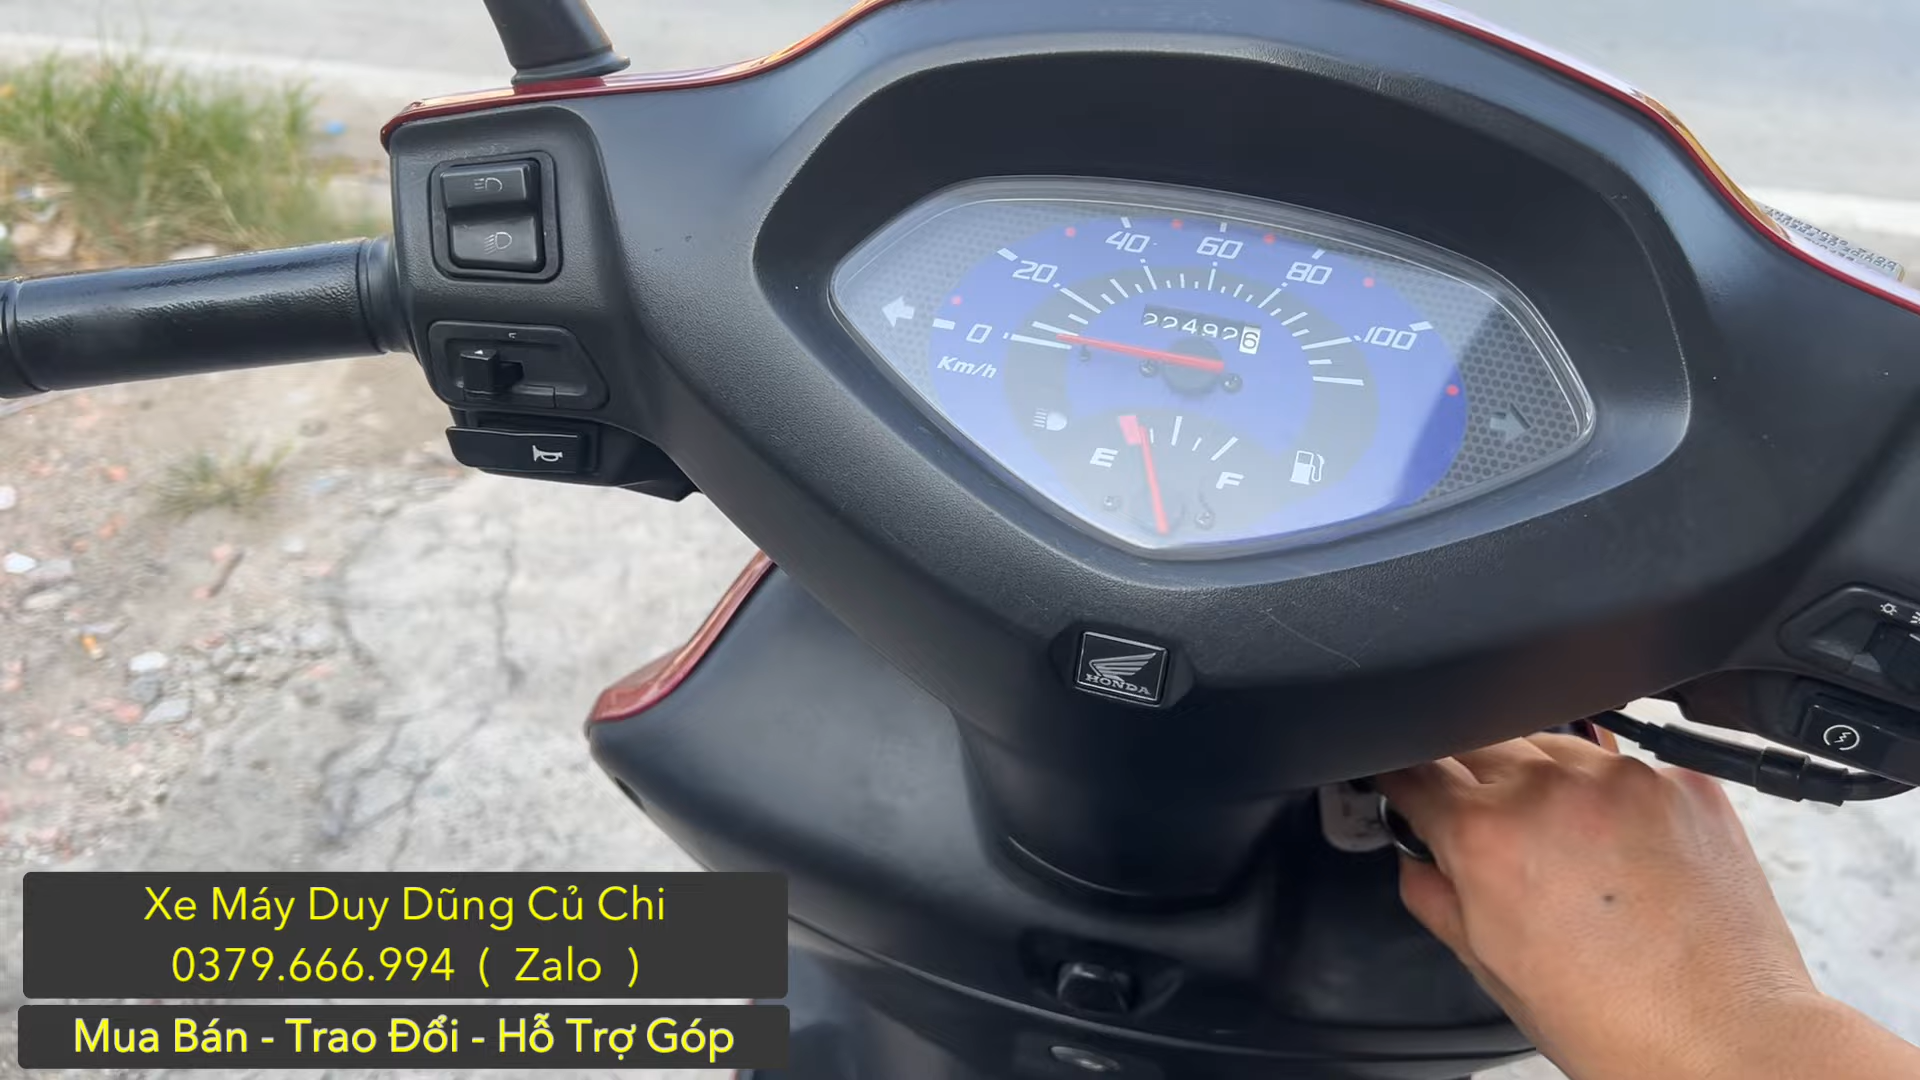 20 40 60 80 100
0
Km/h
E
F
HONDA
Xe Máy Duy Dũng Củ Chi
0379.666.994 ( Zalo )
Mua Bán - Trao Đổi - Hỗ Trợ Góp